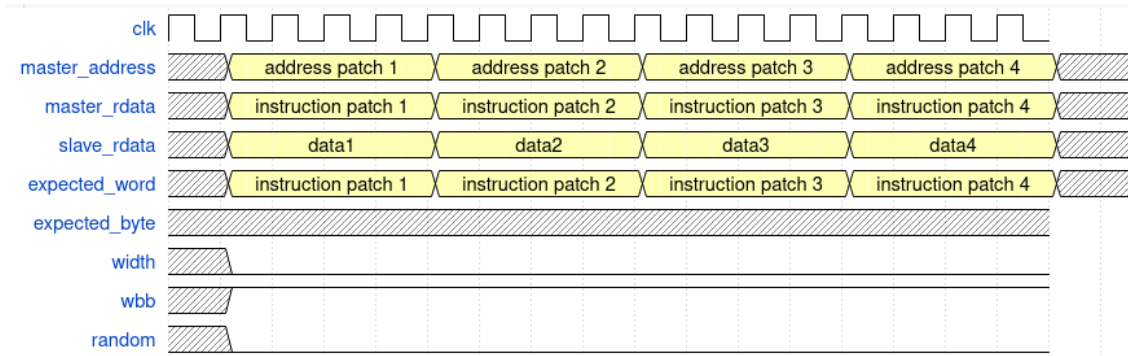 clk
master_address address patch 1 address patch 2 address patch 3 address patch 4
master_rdata instruction patch 1 instruction patch 2 instruction patch 3 instruction patch 4
slave_rdata data1 data2 data3 data4
expected_word instruction patch 1 instruction patch 2 instruction patch 3 instruction patch 4
expected_byte
width
wbb
random